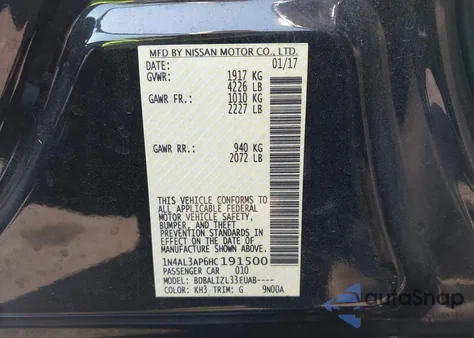 MFD BY NISSAN MOTOR CO., LTD.
DATE: 01/17
GVWR: 1917 KG
4226 LB
GAWR FR.: 1010 KG
2227 LB
GAWR RR.: 940 KG
2072 LB
THIS VEHICLE CONFORMS TO
ALL APPLICABLE FEDERAL
MOTOR VEHICLE SAFETY,
BUMPER, AND THEFT
PREVENTION STANDARDS IN
EFFECT ON THE DATE OF
MANUFACTURE SHOWN ABOVE.
1N4AL3AP6HC191500
PASSENGER CAR 010
MODEL: BDBALIZL33EUAB----
COLOR: KH3 TRIM: G 9N00A
autoSnap